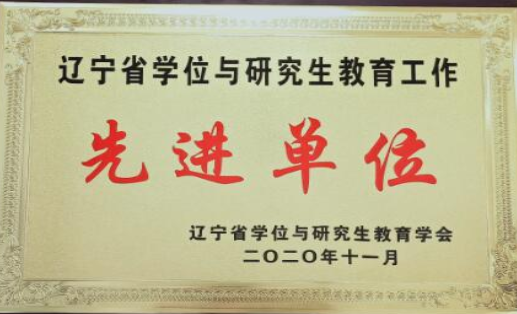 辽宁省学位与研究生教育工作
先进单位
辽宁省学位与研究生教育学会
二〇二〇年十一月